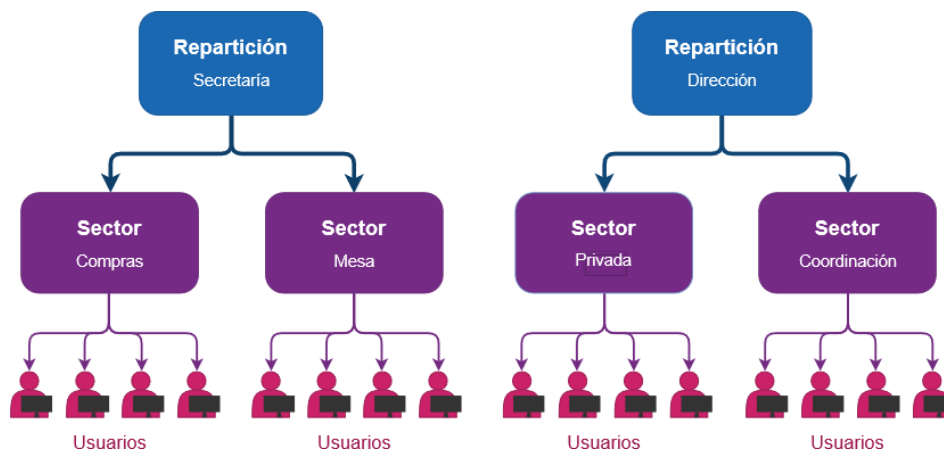 Repartición
Secretaría
Repartición
Dirección
Sector
Compras
Sector
Mesa
Sector
Privada
Sector
Coordinación
Usuarios
Usuarios
Usuarios
Usuarios